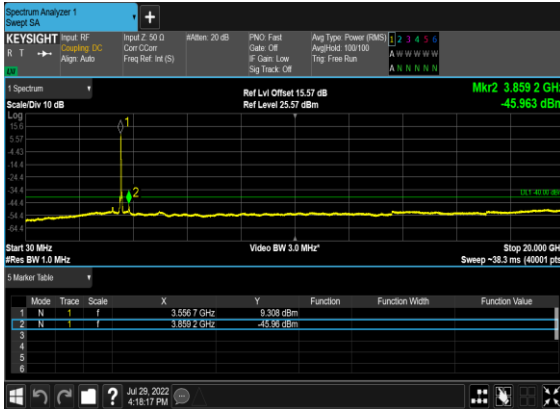 Spectrum Analyzer 1
Swept SA
+
KEYSIGHT Input: RF Input Z: 50 Ω #Atten: 20 dB PNO: Fast Avg Type: Power (RMS) 1 2 3 4 5 6
R T Coupling: DC Corr CCorr Gate: Off Avg|Hold: 100/100 A W W W W W
Align: Auto Freq Ref: Int (S) IF Gain: Low Trig: Free Run
Sig Track: Off A N N N N N
1 Spectrum
Ref Lvl Offset 15.57 dB Mkr2 3.859 2 GHz
Scale/Div 10 dB Ref Level 25.57 dBm -45.963 dBm
Log
15.6
5.57
-4.43
-14.4
-24.4
-34.4
-44.4
-54.4
-64.4
1
2
Start 30 MHz Video BW 3.0 MHz* Stop 20.000 GH
#Res BW 1.0 MHz Sweep ~38.3 ms (40001 pts
5 Marker Table
Mode Trace Scale X Y Function Function Width Function Value
1 N 1 f 3.556 7 GHz 9.308 dBm
2 N 1 f 3.859 2 GHz -45.96 dBm
3
4
5
6
? Jul 29, 2022
4:18:17 PM